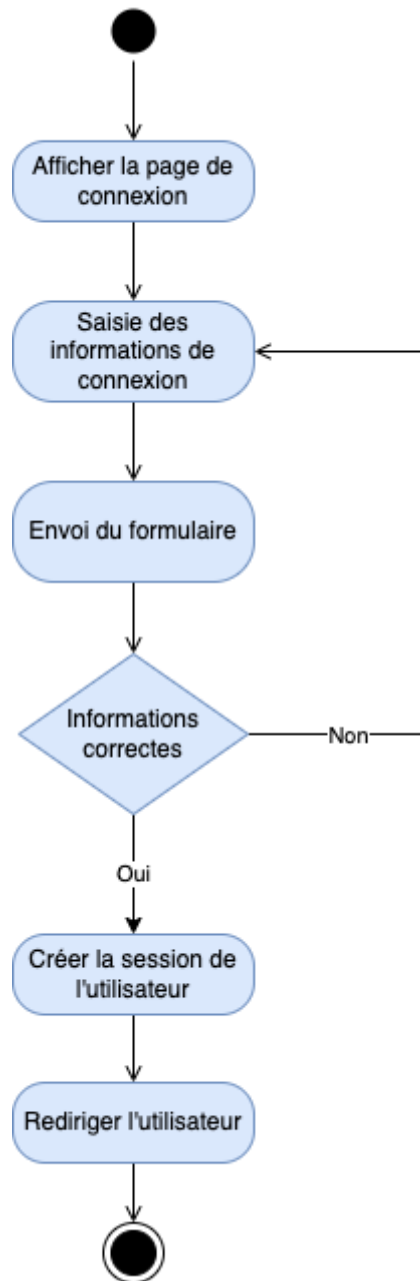 Afficher la page de
connexion
Saisie des
informations de
connexion
Envoi du formulaire
Informations
correctes
Non
Oui
Créer la session de
l'utilisateur
Rediriger l'utilisateur